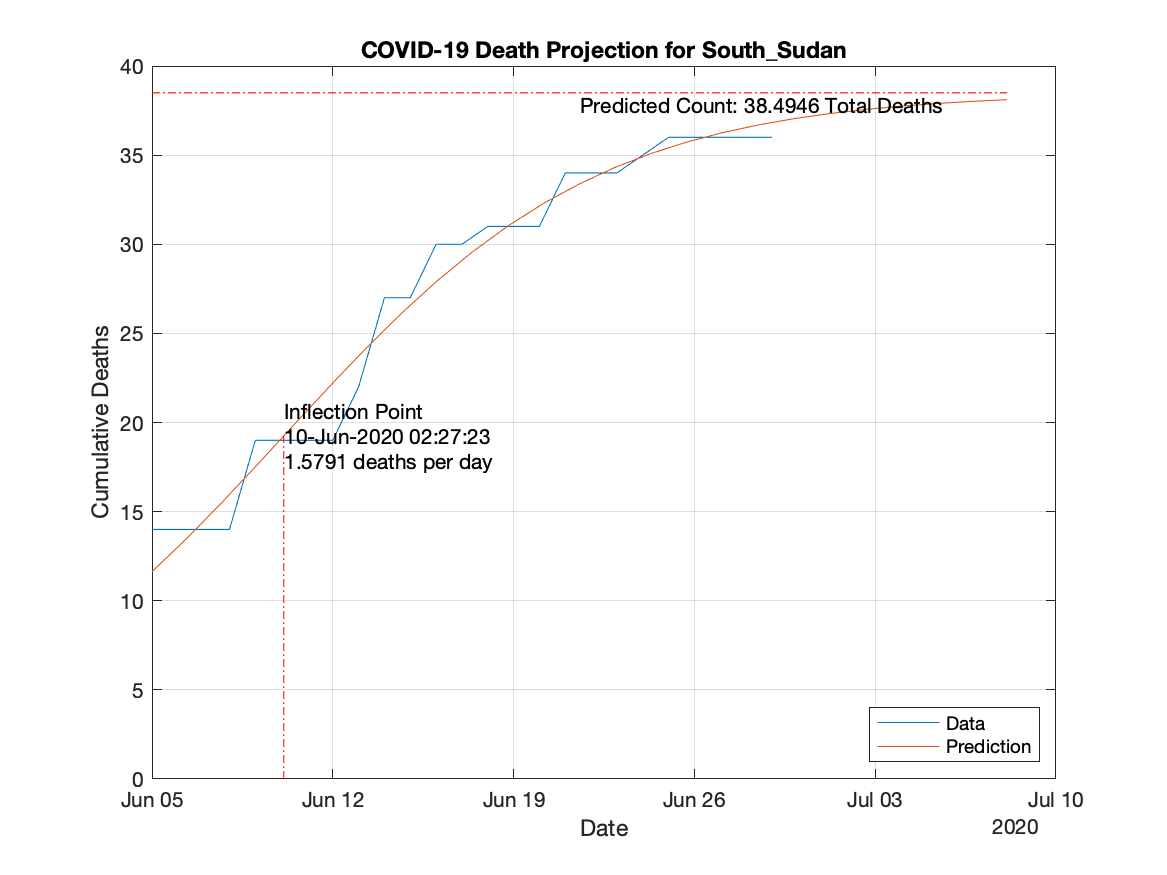 COVID-19 Death Projection for South_Sudan
40
Predicted Count: 38.4946 Total Deaths
35
30
25
20
15
10
5
0
Cumulative Deaths
Inflection Point
10-Jun-2020 02:27:23
1.5791 deaths per day
Data
Prediction
Jun 05 Jun 12 Jun 19 Jun 26 Jul 03 Jul 10
Date
2020